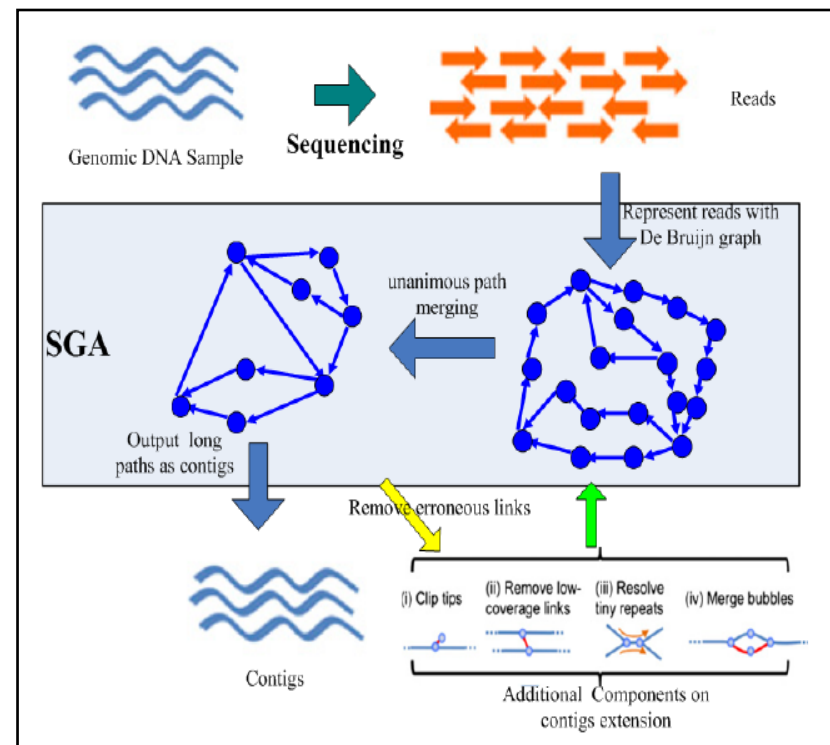 Genomic DNA Sample
Sequencing
Reads
Represent reads with
De Bruijn graph
unanimous path
merging
SGA
Output long
paths as contigs
Remove erroneous links
Contigs
(i) Clip tips
(ii) Remove low-
coverage links
(iii) Resolve
tiny repeats
(iv) Merge bubbles
Additional Components on
contigs extension